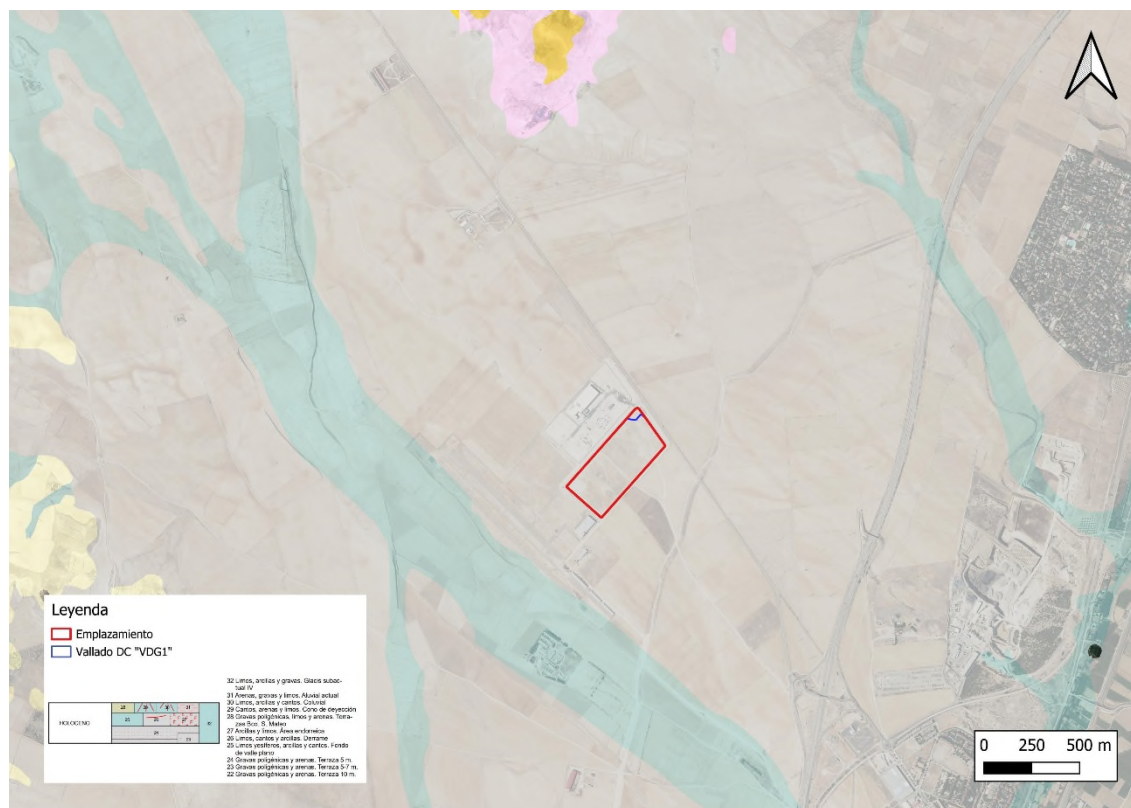 Leyenda
Emplazamiento
Vallado DC "VDG1"
HOLOCENO
32 Limos, arcillas y gravas. Glacis subac-
tual IV
31 Arenas, gravas y limos. Aluvial actual
30 Limos, arcillas y cantos. Coluvial
29 Cantos, arenas y limos. Cono de deyección
28 Gravas poligénicas, limos y arenas. Terra-
zas Bco. S. Mateo
27 Arcillas y limos. Área endorreica
26 Limos, cantos y arcillas. Derrame
25 Limos yesíferos, arcillas y cantos. Fondo
de valle plano
24 Gravas poligénicas y arenas. Terraza 5 m.
23 Gravas poligénicas y arenas. Terraza 5-7 m.
22 Gravas poligénicas y arenas. Terraza 10 m.
0 250 500 m